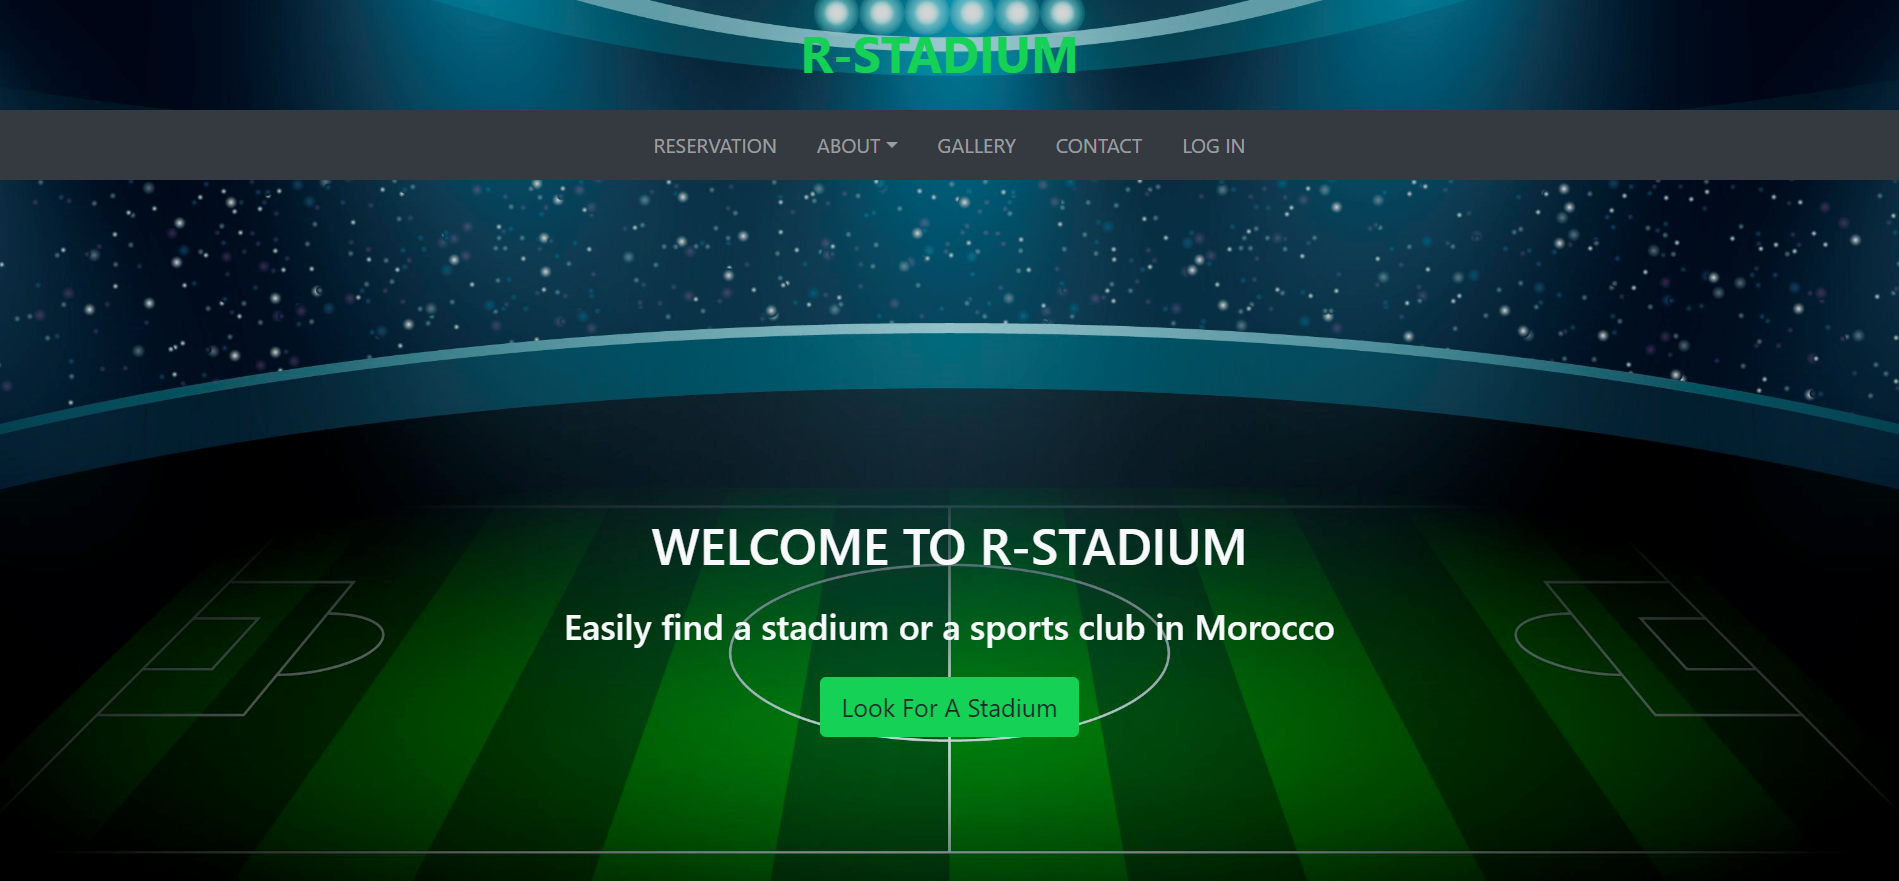 R-STADIUM
RESERVATION ABOUT GALLERY CONTACT LOG IN
WELCOME TO R-STADIUM
Easily find a stadium or a sports club in Morocco
Look For A Stadium